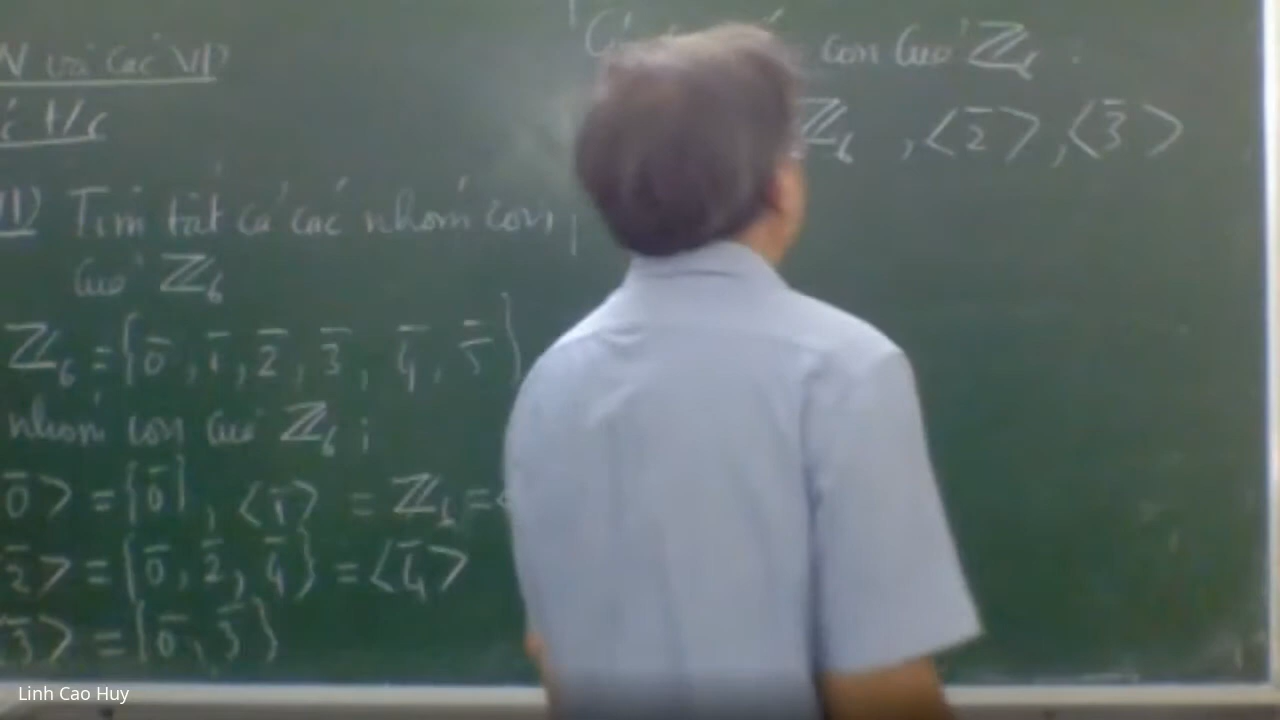 N với các VD
1) Tìm tất cả các nhóm con
của ℤ₆
ℤ₆ = {0̄, 1̄, 2̄, 3̄, 4̄, 5̄}
nhóm con của ℤ₆ ;
0̄> = {0̄}, <1̄> = ℤ₆ = <
2̄> = {0̄, 2̄, 4̄} = <4̄>
3̄> = {0̄, 3̄}
con của ℤ₆.
ℤ₆, <2̄>, <3̄>
Linh Cao Huy